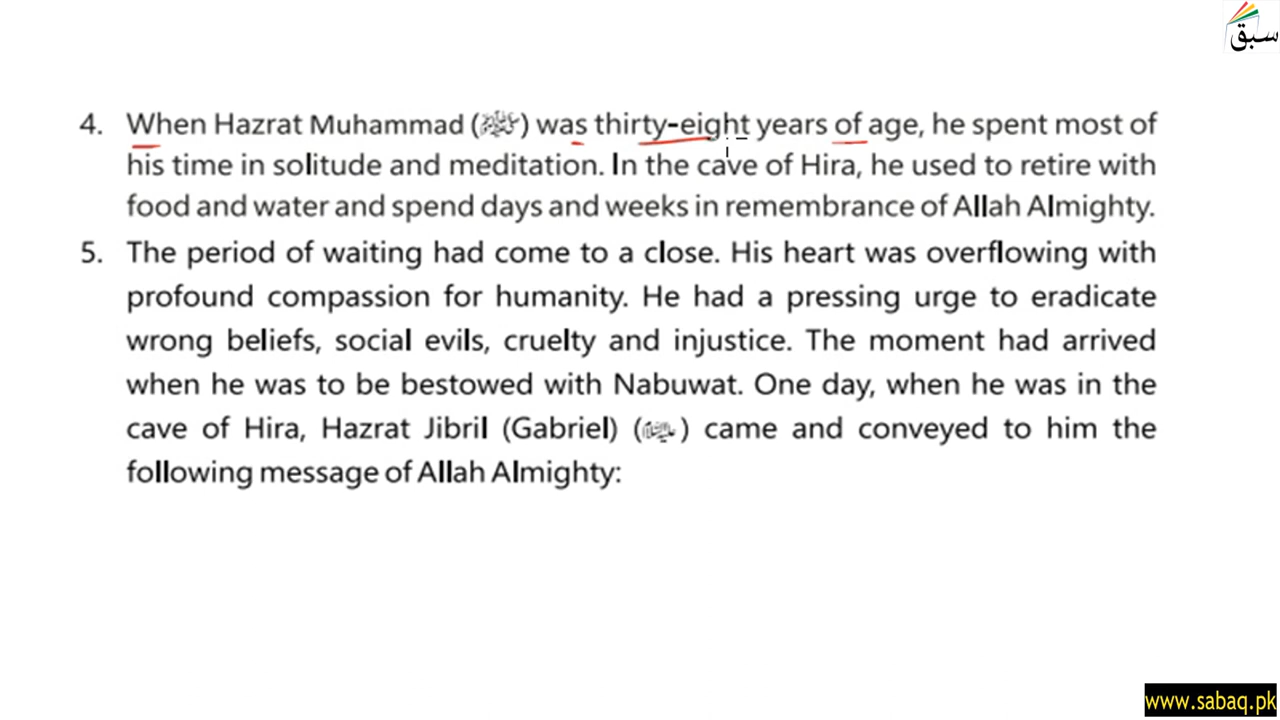 سبق
4. When Hazrat Muhammad (ﷺ) was thirty-eight years of age, he spent most of
his time in solitude and meditation. In the cave of Hira, he used to retire with
food and water and spend days and weeks in remembrance of Allah Almighty.
5. The period of waiting had come to a close. His heart was overflowing with
profound compassion for humanity. He had a pressing urge to eradicate
wrong beliefs, social evils, cruelty and injustice. The moment had arrived
when he was to be bestowed with Nabuwat. One day, when he was in the
cave of Hira, Hazrat Jibril (Gabriel) (عليه السلام) came and conveyed to him the
following message of Allah Almighty:
www.sabaq.pk